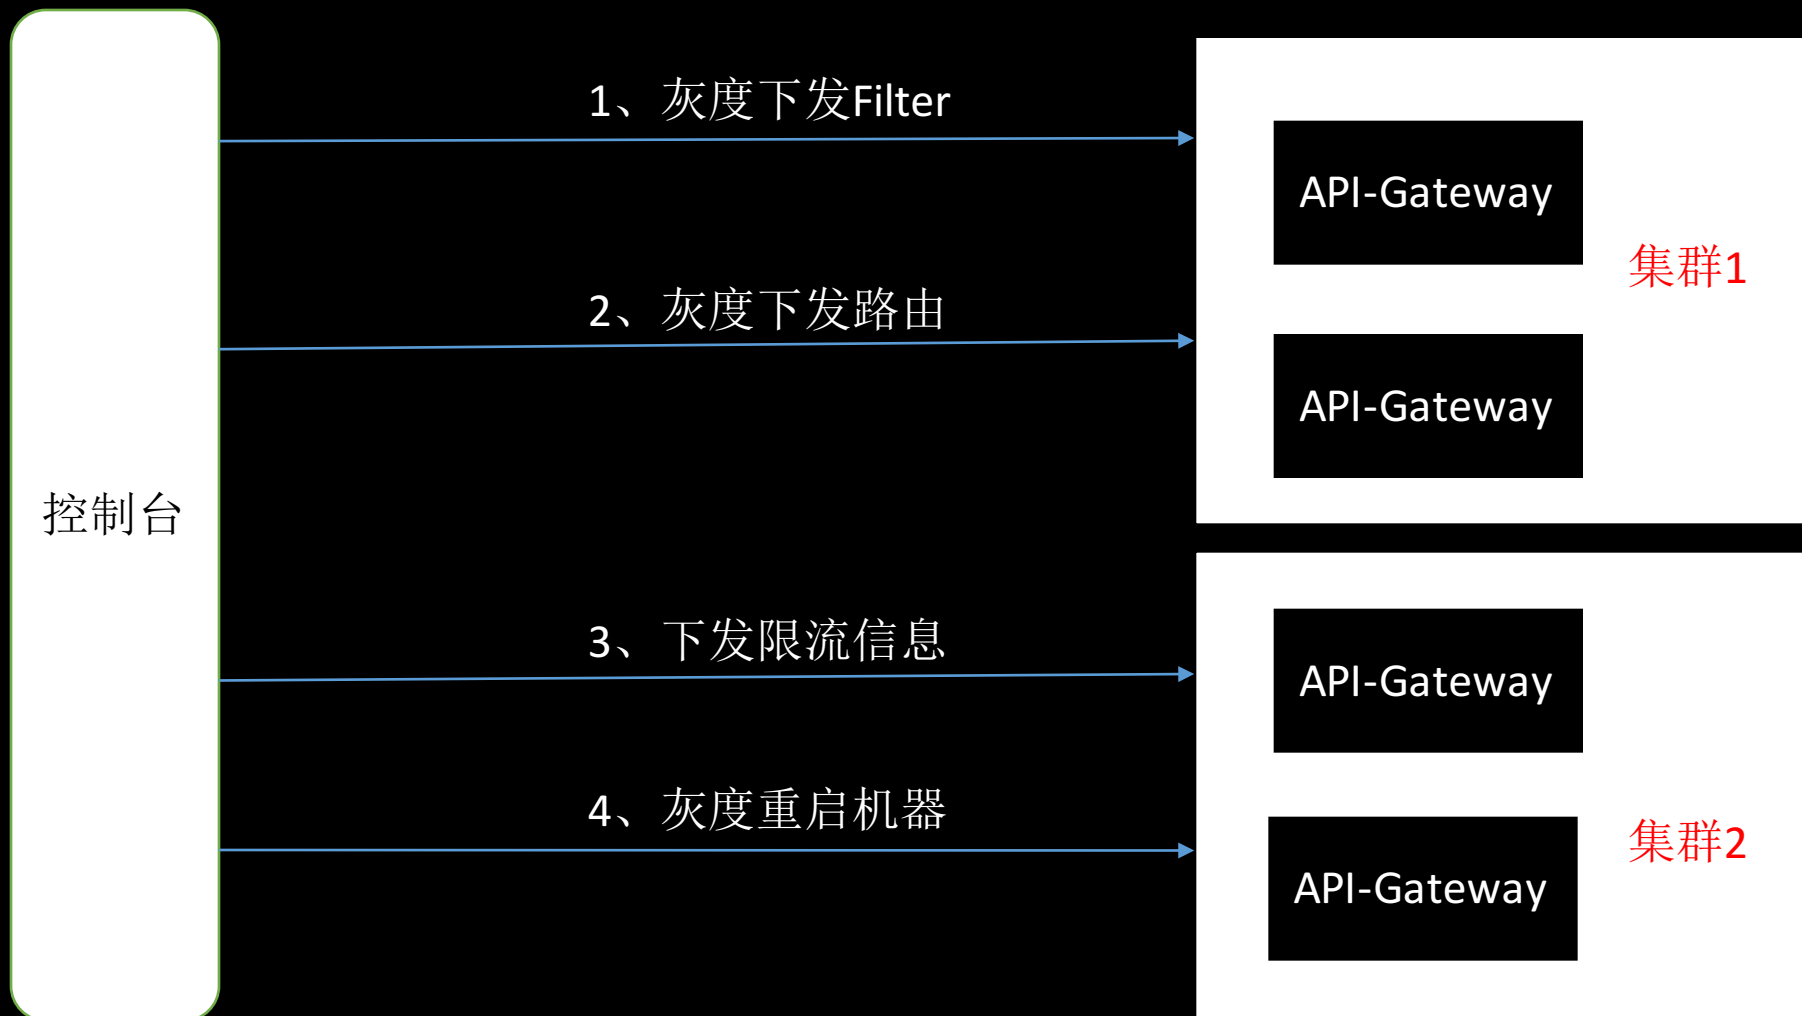 控制台
1、灰度下发Filter
2、灰度下发路由
3、下发限流信息
4、灰度重启机器
API-Gateway
集群1
API-Gateway
API-Gateway
集群2
API-Gateway